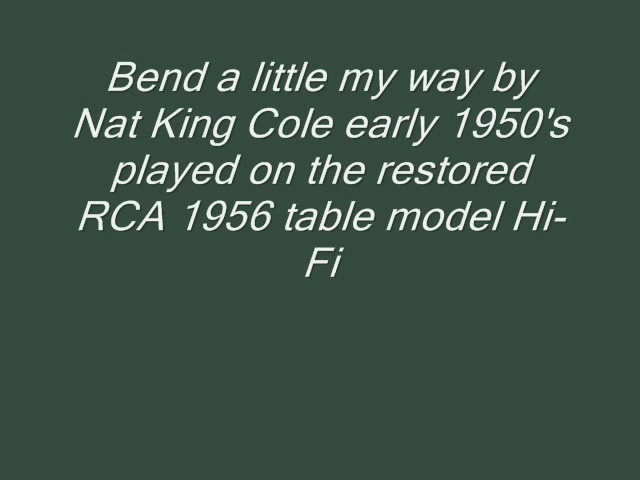 Bend a little my way by
Nat King Cole early 1950's
played on the restored
RCA 1956 table model Hi-
Fi